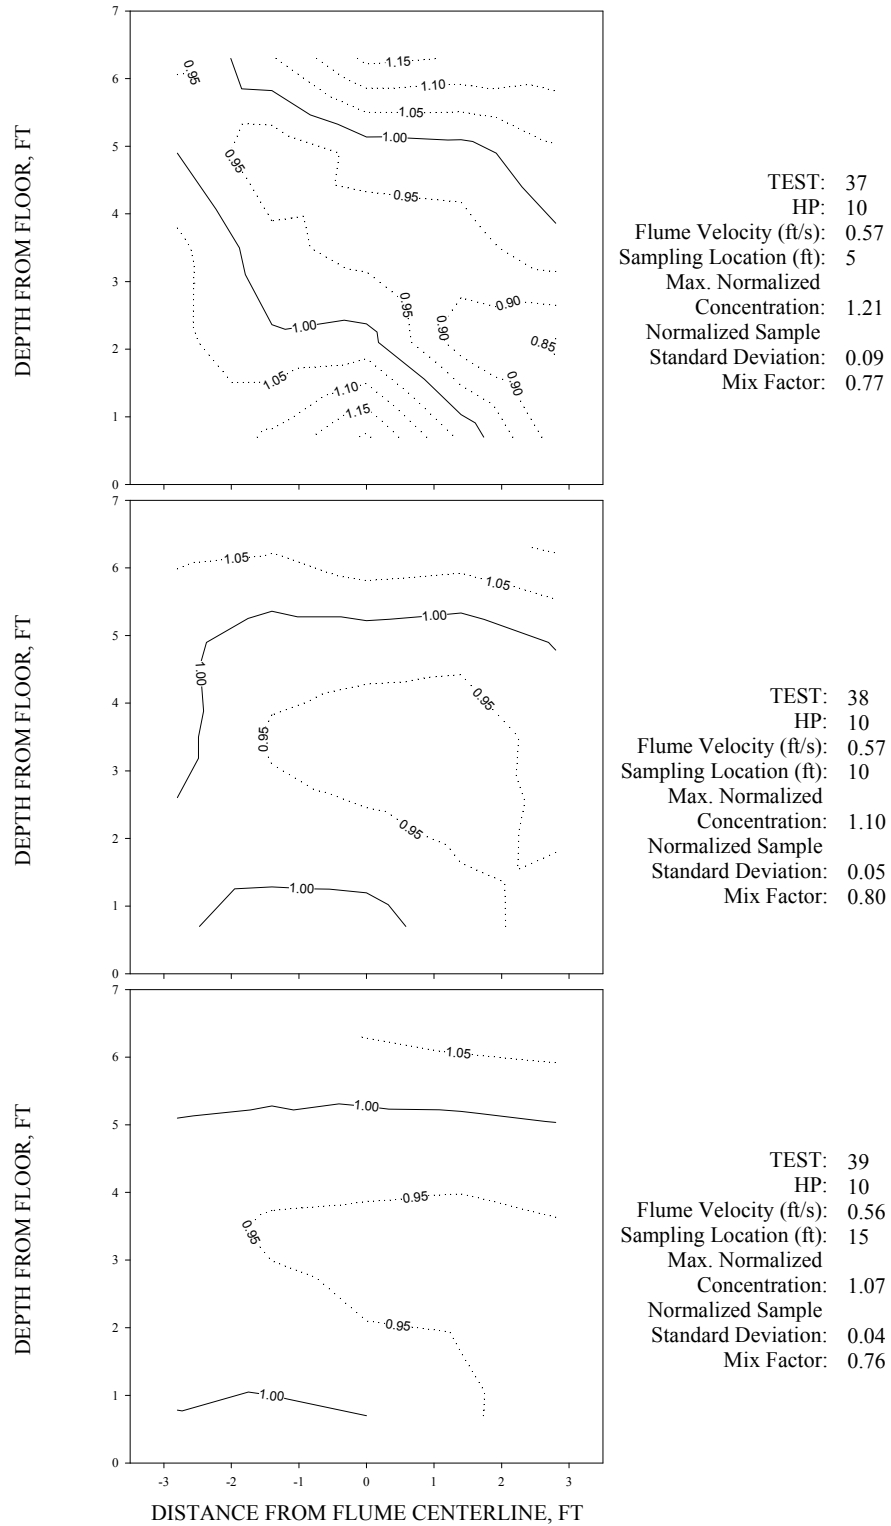 7
6
5
4
3
2
1
0
DEPTH FROM FLOOR, FT
0.95
1.15
1.10
1.05
1.00
0.95
0.95
0.95
0.90
0.90
0.85
1.00
0.90
1.05
1.10
1.15
TEST: 37
HP: 10
Flume Velocity (ft/s): 0.57
Sampling Location (ft): 5
Max. Normalized
Concentration: 1.21
Normalized Sample
Standard Deviation: 0.09
Mix Factor: 0.77
7
6
5
4
3
2
1
0
DEPTH FROM FLOOR, FT
1.05
1.05
1.00
1.00
0.95
0.95
0.95
1.00
TEST: 38
HP: 10
Flume Velocity (ft/s): 0.57
Sampling Location (ft): 10
Max. Normalized
Concentration: 1.10
Normalized Sample
Standard Deviation: 0.05
Mix Factor: 0.80
7
6
5
4
3
2
1
0
DEPTH FROM FLOOR, FT
1.05
1.00
0.95
0.95
0.95
1.00
TEST: 39
HP: 10
Flume Velocity (ft/s): 0.56
Sampling Location (ft): 15
Max. Normalized
Concentration: 1.07
Normalized Sample
Standard Deviation: 0.04
Mix Factor: 0.76
-3 -2 -1 0 1 2 3
DISTANCE FROM FLUME CENTERLINE, FT